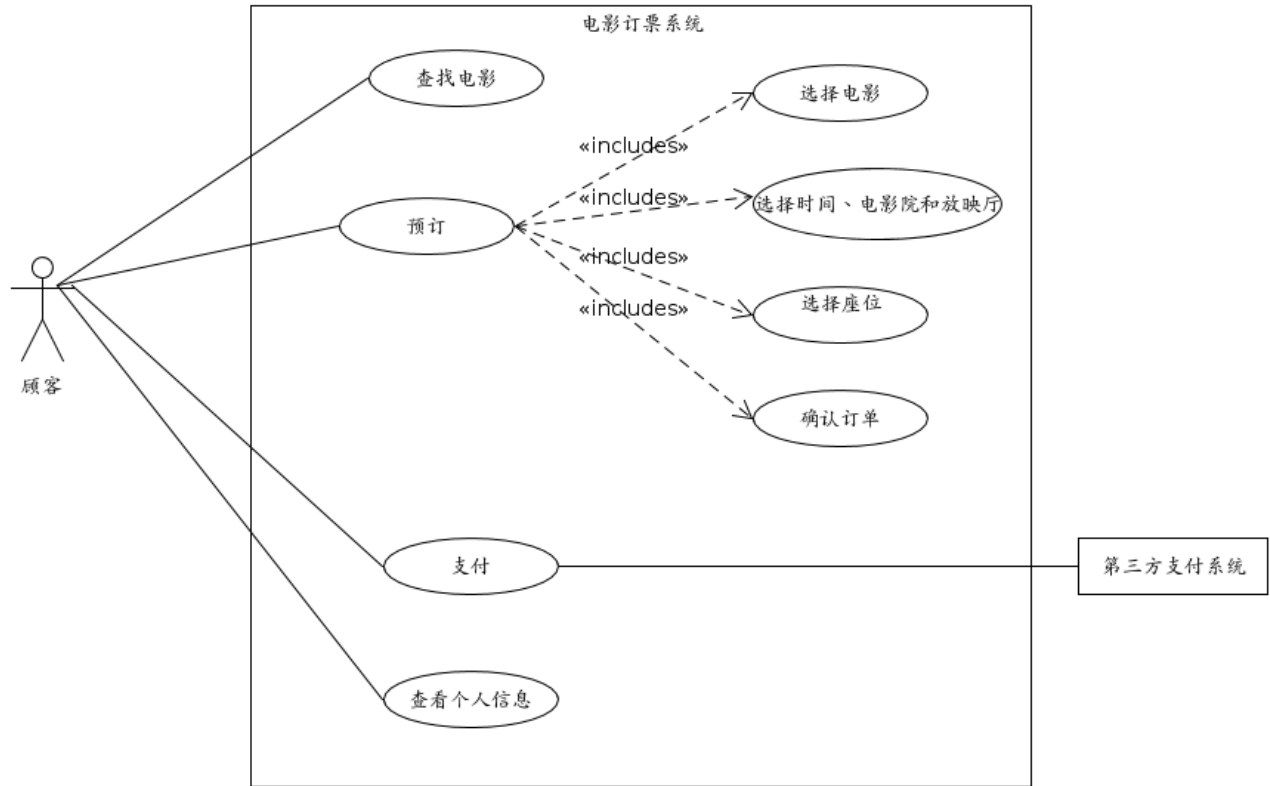 电影订票系统
查找电影
选择电影
«includes»
«includes»
选择时间、电影院和放映厅
预订
«includes»
选择座位
«includes»
顾客
确认订单
支付
第三方支付系统
查看个人信息